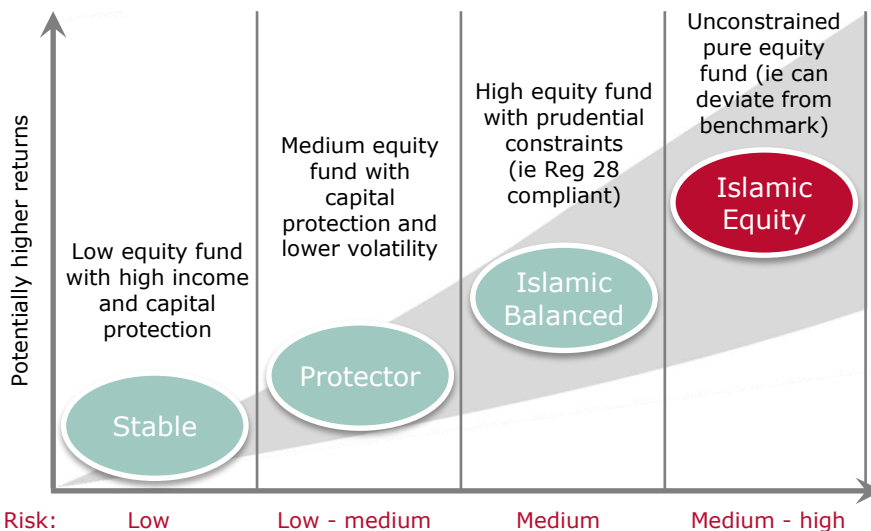 Potentially higher returns
Low equity fund
with high income
and capital
protection
Stable
Medium equity
fund with
capital
protection and
lower volatility
Protector
High equity fund
with prudential
constraints
(ie Reg 28
compliant)
Islamic
Balanced
Unconstrained
pure equity
fund (ie can
deviate from
benchmark)
Islamic
Equity
Risk: Low Low - medium Medium Medium - high